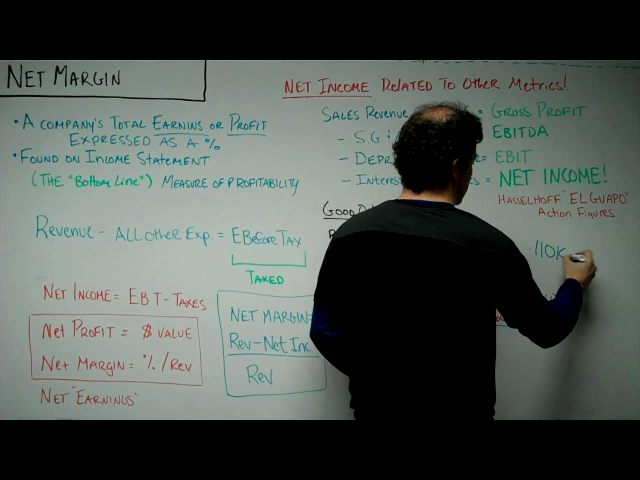 NET MARGIN
• A COMPANY'S TOTAL EARNINS OR PROFIT
EXPRESSED AS A %
• FOUND ON INCOME STATEMENT
(THE "BOTTOM LINE") MEASURE OF PROFITABILITY
REVENUE - ALL OTHER EXP. = E BEFORE TAX
TAXED
NET INCOME = EBT - TAXES
NET PROFIT = $ VALUE
NET MARGIN = % / REV
NET "EARNINGS"
NET MARGIN=
REV - NET INC
REV
NET INCOME RELATED TO OTHER METRICS!
SALES REVENUE = GROSS PROFIT
- S.G. EBITDA
- DEPR = EBIT
- INTEREST = NET INCOME!
HASSELHOFF "EL GUAPO"
ACTION FIGURES
GOOD
110K